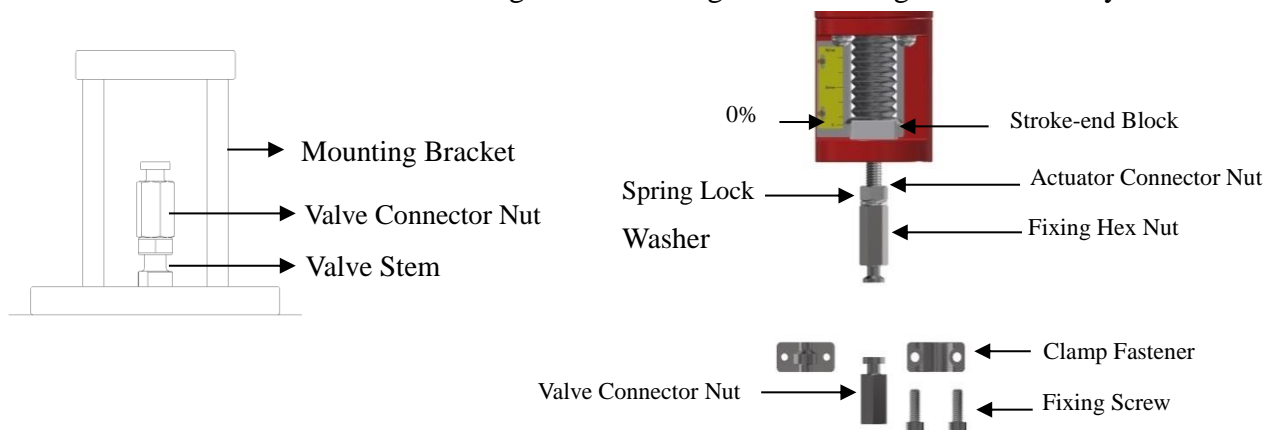 Mounting Bracket
Valve Connector Nut
Valve Stem
0%
Stroke-end Block
Spring Lock
Washer
Actuator Connector Nut
Fixing Hex Nut
Clamp Fastener
Valve Connector Nut
Fixing Screw